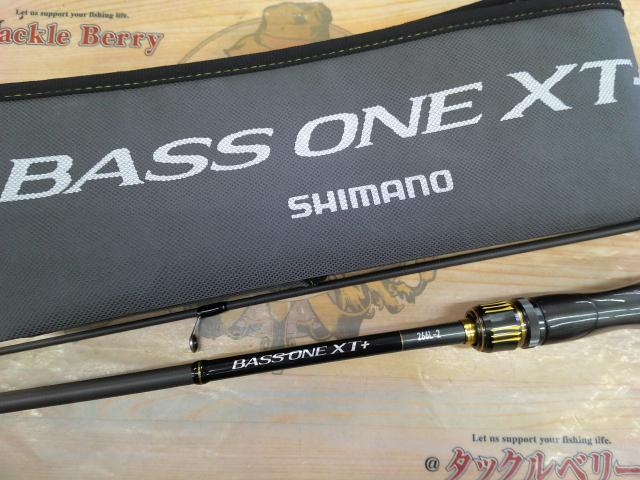 Let us support your fishing life.
Tackle Berry
BASS ONE XT+
SHIMANO
BASS ONE XT+ 266L-2
Let us support your fishing life.
@ タックルベリー